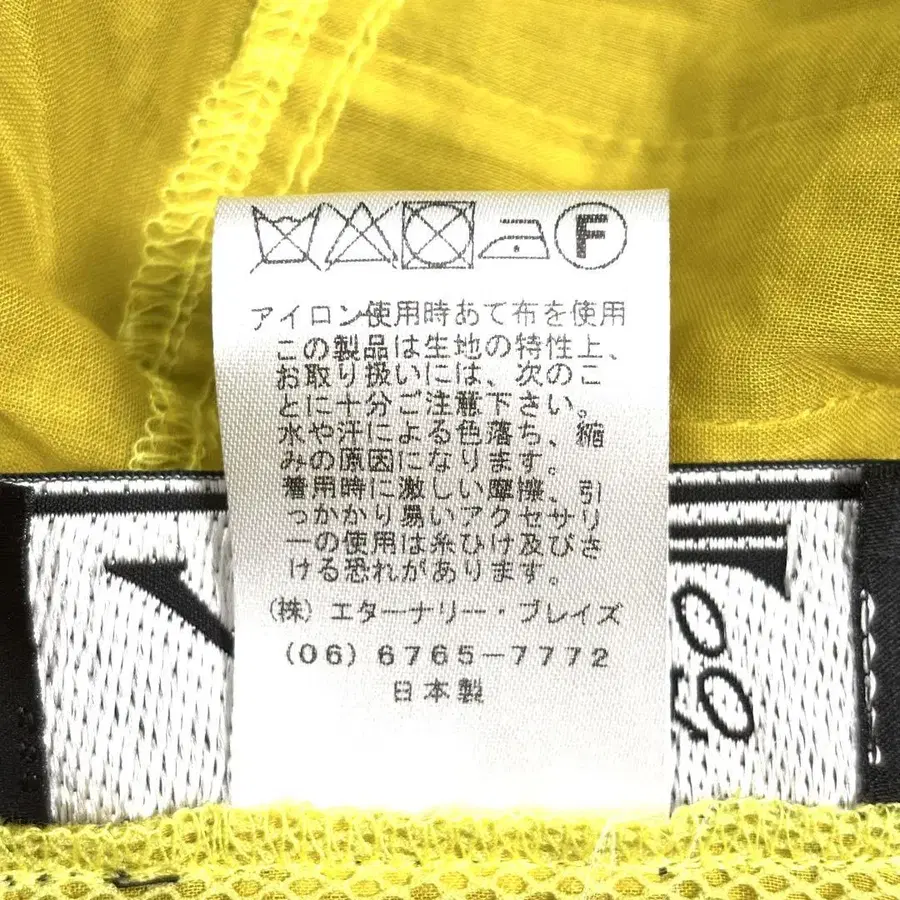 F
アイロン使用時あて布を使用
この製品は生地の特性上、
お取り扱いには、次のこ
とに十分ご注意下さい。
水や汗による色落ち、縮
みの原因になります。
着用時に激しい摩擦、引
っかかり易いアクセサリ
ーの使用は糸ひけ及びさ
ける恐れがあります。
(株)エターナリー・ブレイズ
(06)6765-7772
日本製